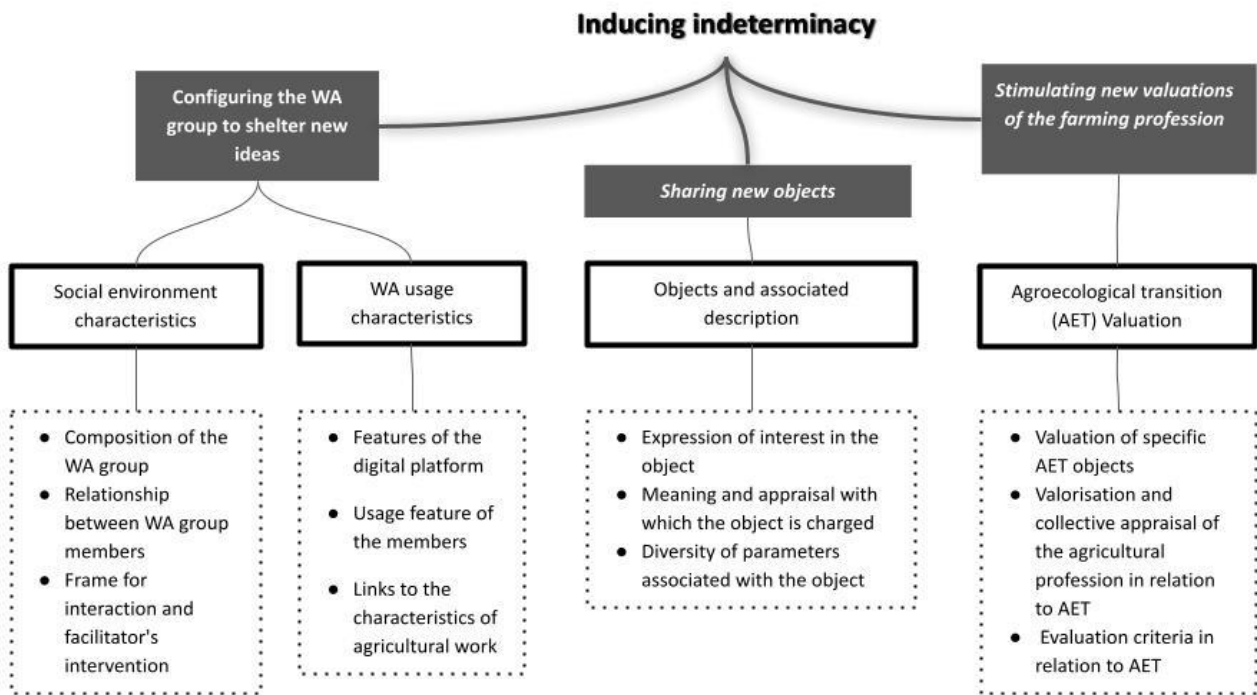 Inducing indeterminacy
Configuring the WA
group to shelter new
ideas
Sharing new objects
Stimulating new valuations
of the farming profession
Social environment
characteristics
WA usage
characteristics
Objects and associated
description
Agroecological transition
(AET) Valuation
● Composition of the
WA group
● Relationship
between WA group
members
● Frame for
interaction and
facilitator's
intervention
● Features of the
digital platform
● Usage feature of
the members
● Links to the
characteristics of
agricultural work
● Expression of interest in the
object
● Meaning and appraisal with
which the object is charged
● Diversity of parameters
associated with the object
● Valuation of specific
AET objects
● Valorisation and
collective appraisal of
the agricultural
profession in relation
to AET
● Evaluation criteria in
relation to AET